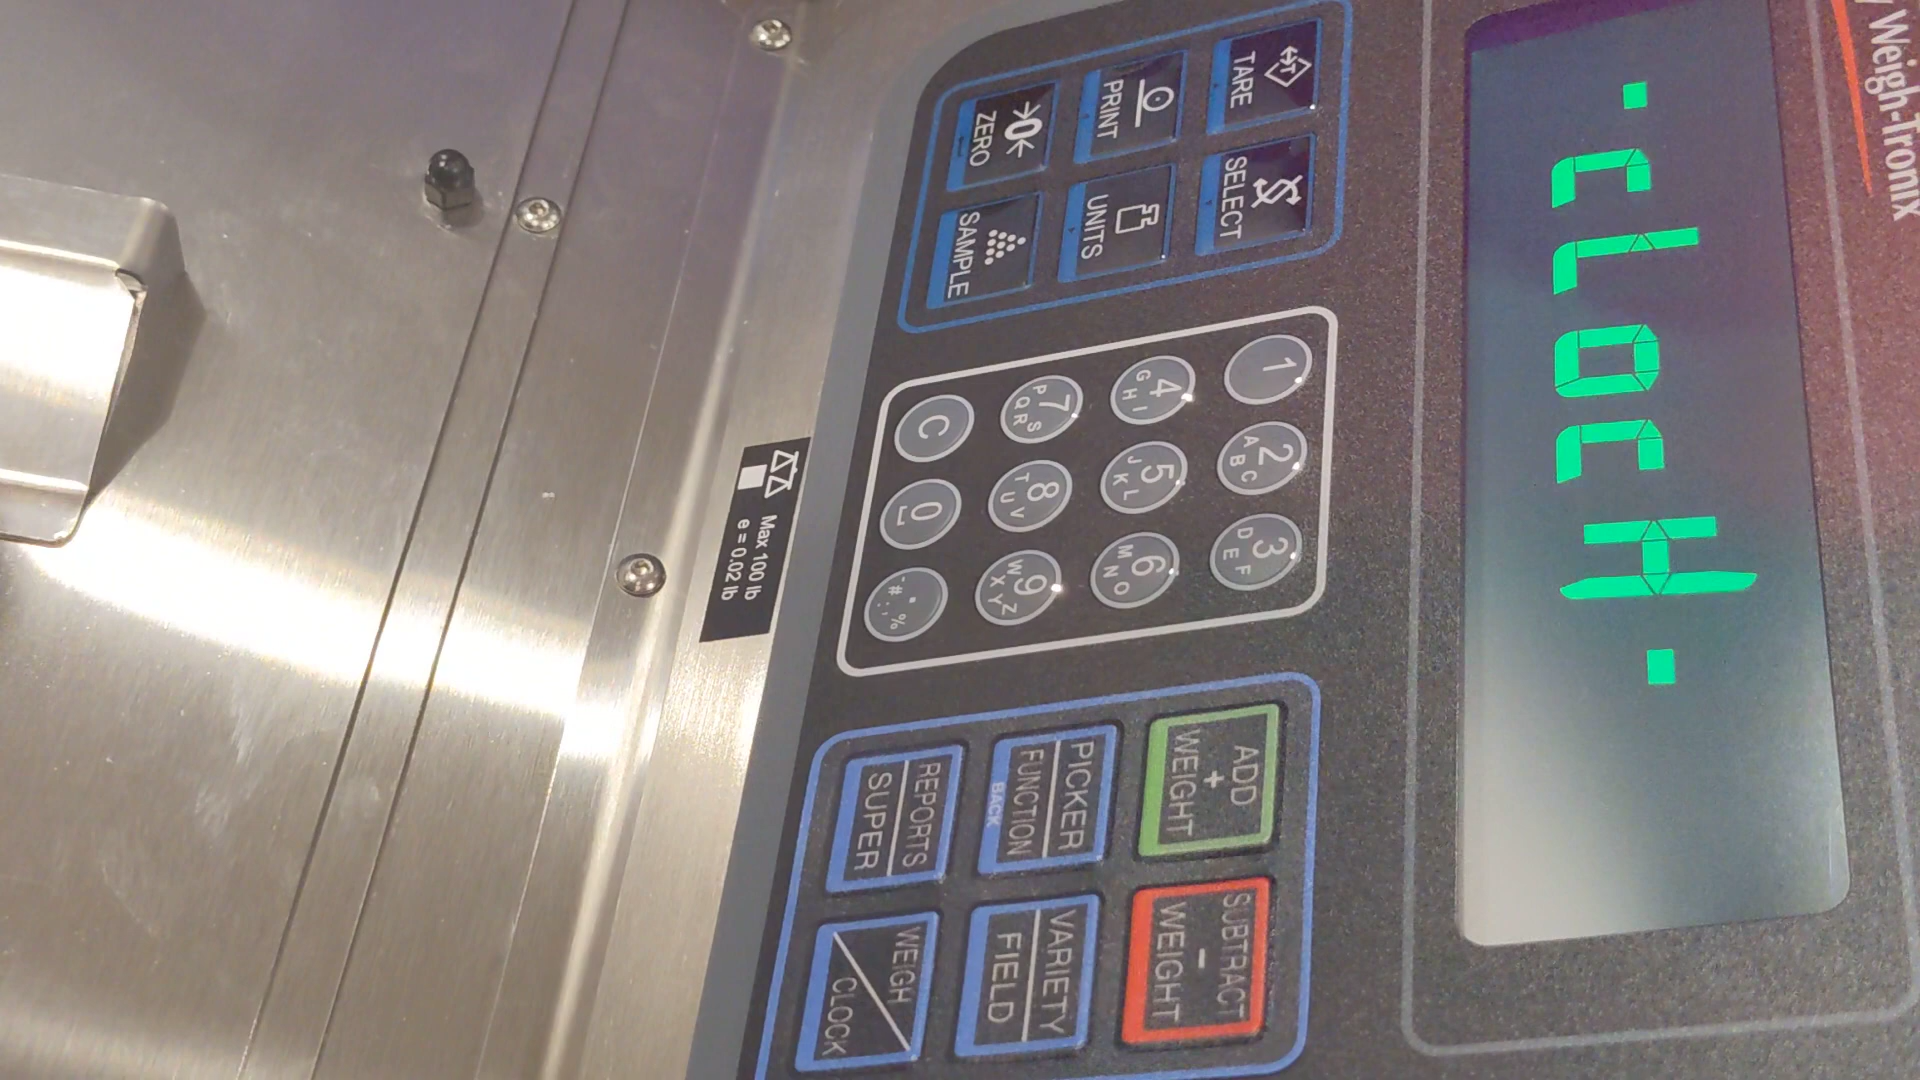 Weigh-Tronix
-cLocH-
T
TARE
SELECT
PRINT
UNITS
0
ZERO
SAMPLE
1
2
ABC
3
DEF
4
GHI
5
JKL
6
MNO
7
PQRS
8
TUV
9
WXYZ
C
0
ADD
+
WEIGHT
SUBTRACT
-
WEIGHT
PICKER
FUNCTION
BACK
VARIETY
FIELD
REPORTS
SUPER
WEIGH
CLOCK
Max 100 lb
e = 0.02 lb